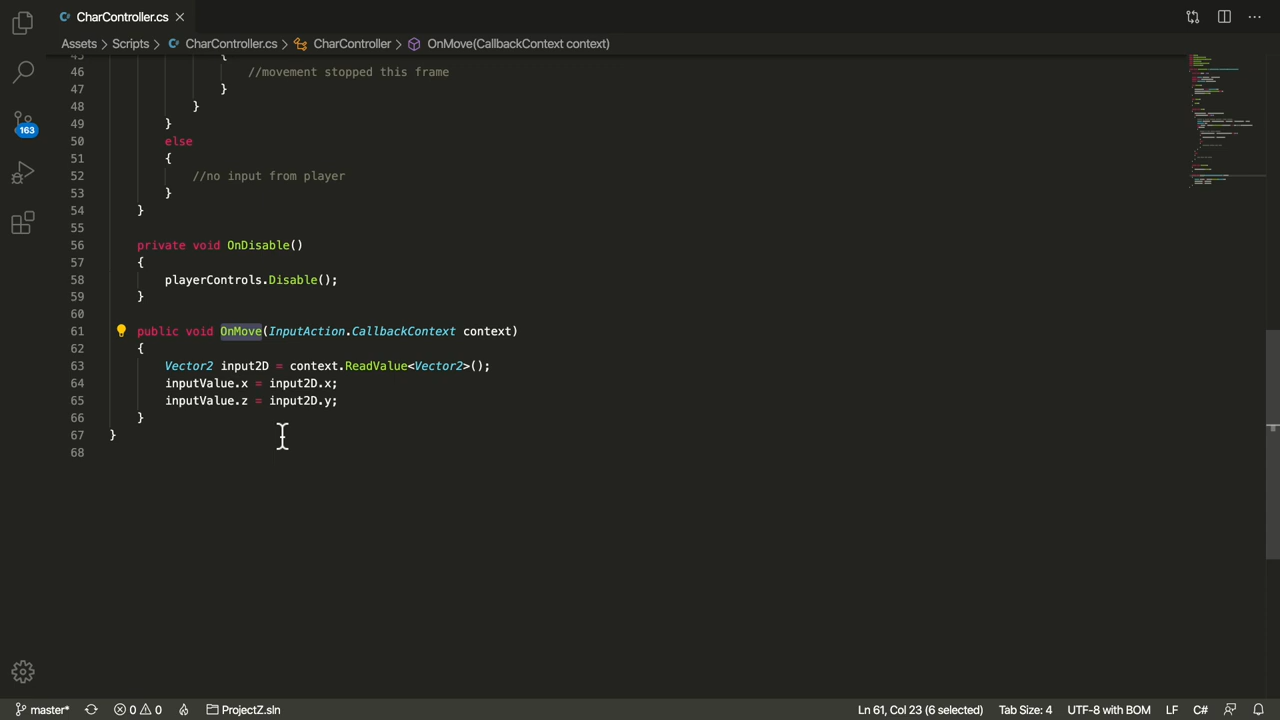 CharController.cs
Assets > Scripts > CharController.cs > CharController > OnMove(CallbackContext context)
45 {
46 //movement stopped this frame
47 }
48 }
49 }
50 else
51 {
52 //no input from player
53 }
54 }
55
56 private void OnDisable()
57 {
58 playerControls.Disable();
59 }
60
61 public void OnMove(InputAction.CallbackContext context)
62 {
63 Vector2 input2D = context.ReadValue<Vector2>();
64 inputValue.x = input2D.x;
65 inputValue.z = input2D.y;
66 }
67 }
68
163
master* 0 0 ProjectZ.sln Ln 61, Col 23 (6 selected) Tab Size: 4 UTF-8 with BOM LF C#